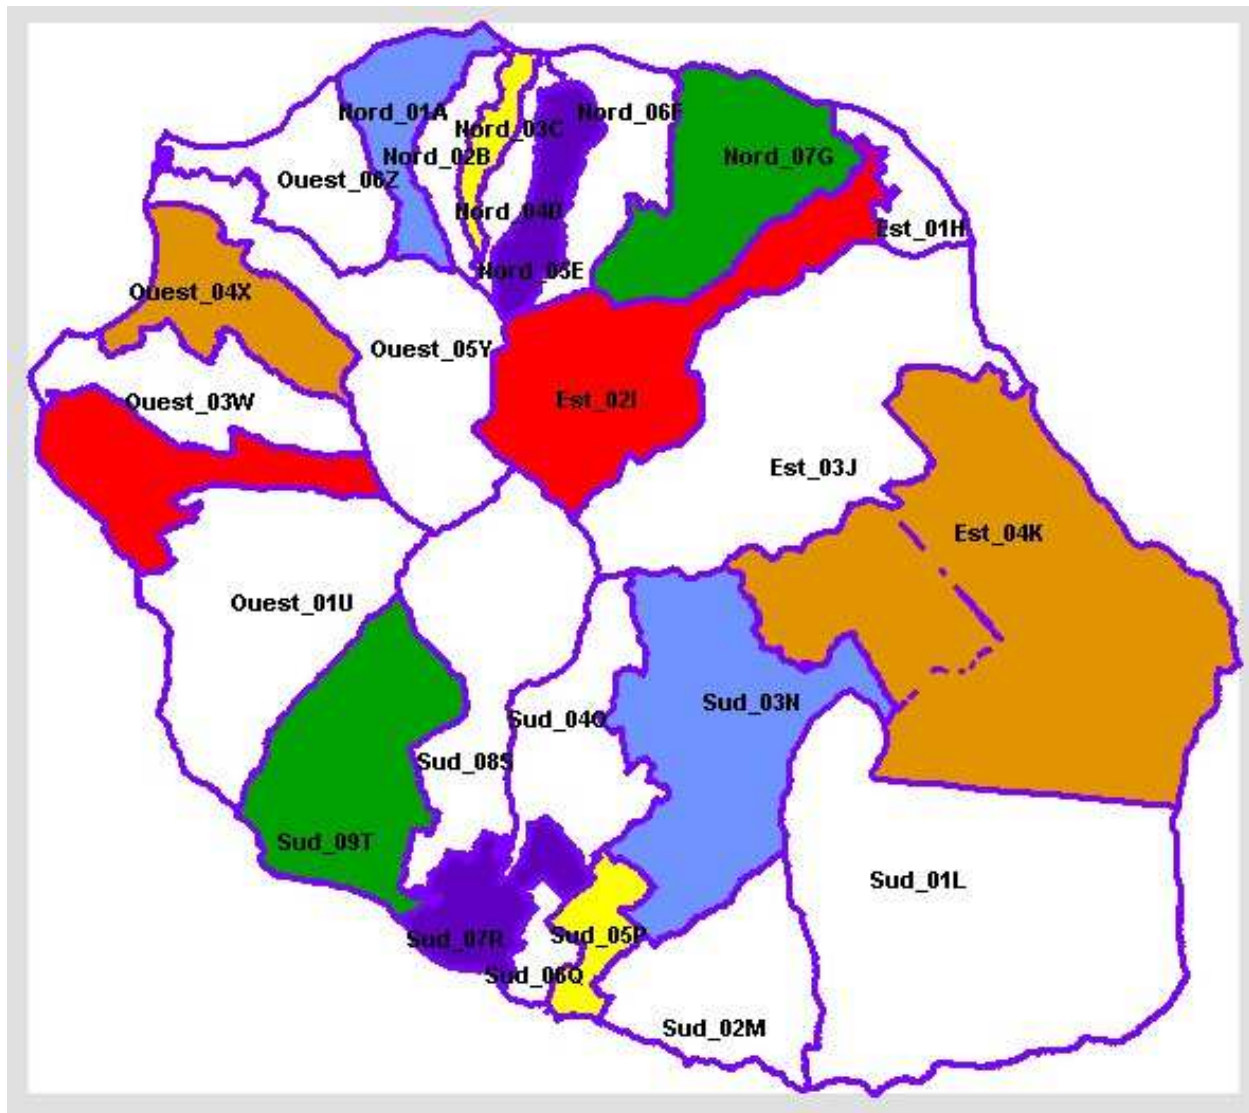 Nord_01A
Nord_06F
Nord_03C
Nord_02B
Nord_07G
Ouest_06Z
Nord_04D
Est_01H
Nord_05E
Ouest_04X
Ouest_05Y
Ouest_03W
Est_02I
Est_03J
Est_04K
Ouest_01U
Sud_03N
Sud_04O
Sud_08S
Sud_09T
Sud_01L
Sud_05P
Sud_07R
Sud_06Q
Sud_02M